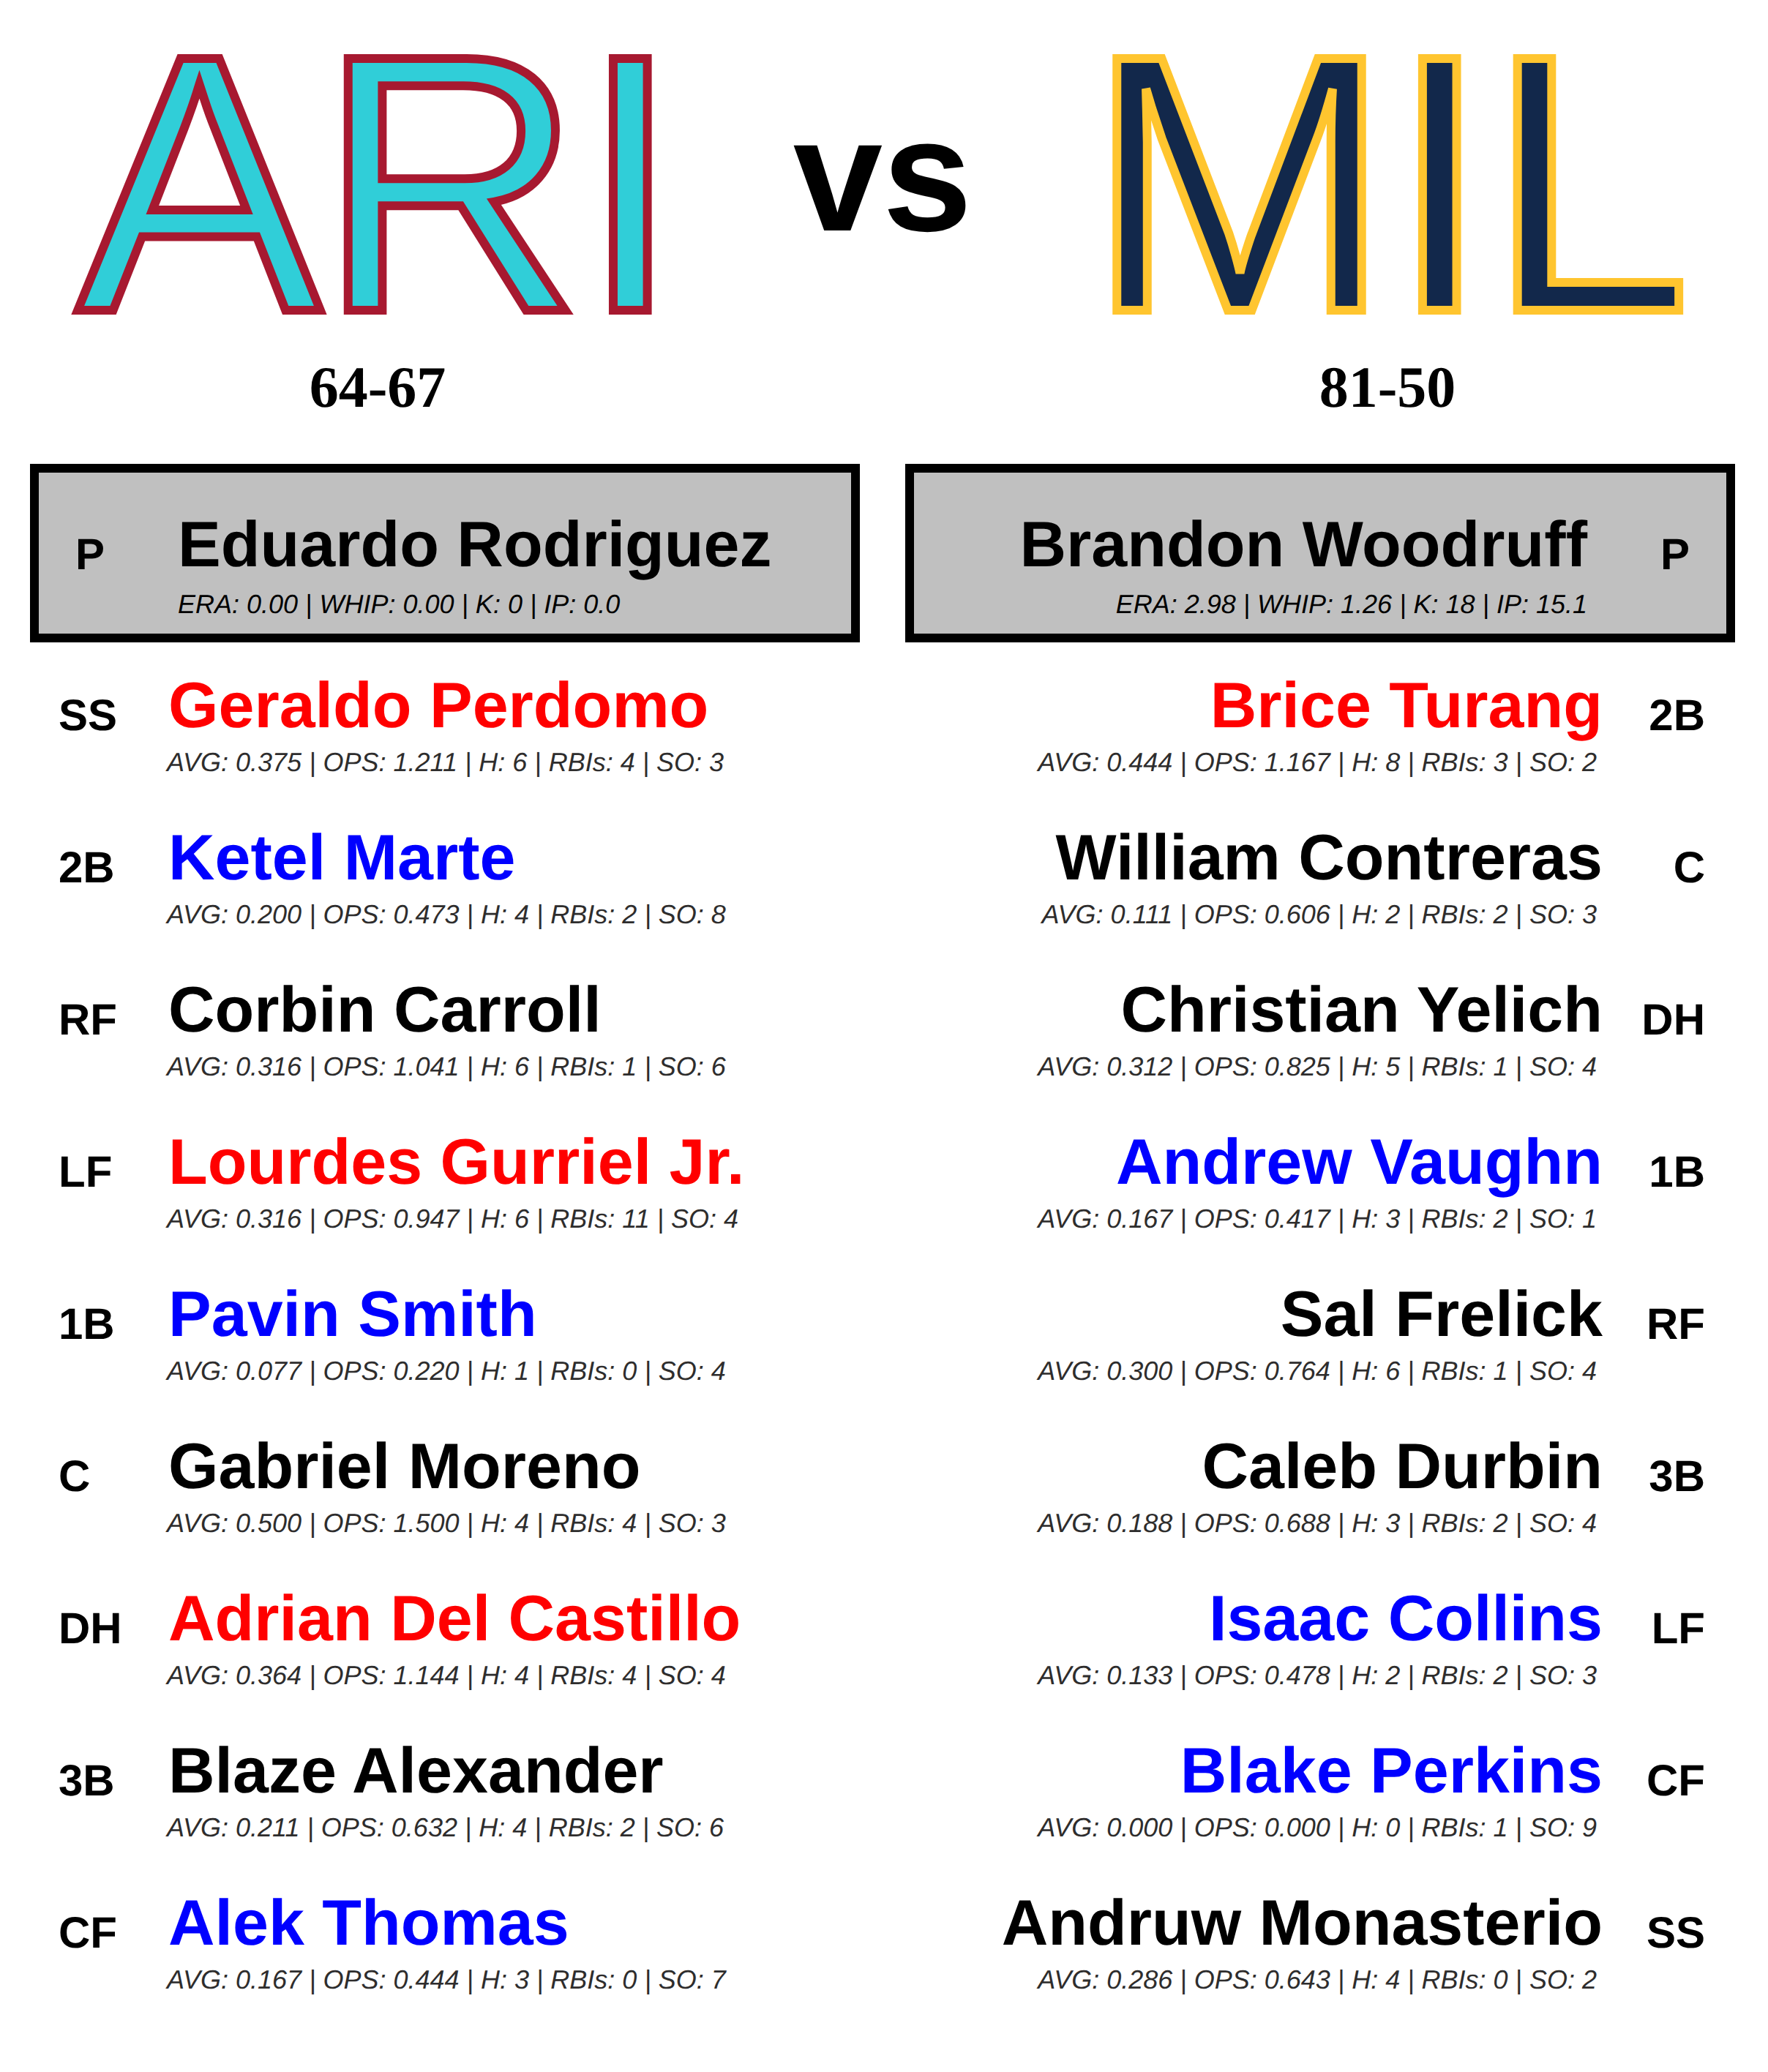 ARI vs MIL
64-67 81-50
P Eduardo Rodriguez
ERA: 0.00 | WHIP: 0.00 | K: 0 | IP: 0.0
Brandon Woodruff P
ERA: 2.98 | WHIP: 1.26 | K: 18 | IP: 15.1
SS Geraldo Perdomo
AVG: 0.375 | OPS: 1.211 | H: 6 | RBIs: 4 | SO: 3
2B Ketel Marte
AVG: 0.200 | OPS: 0.473 | H: 4 | RBIs: 2 | SO: 8
RF Corbin Carroll
AVG: 0.316 | OPS: 1.041 | H: 6 | RBIs: 1 | SO: 6
LF Lourdes Gurriel Jr.
AVG: 0.316 | OPS: 0.947 | H: 6 | RBIs: 11 | SO: 4
1B Pavin Smith
AVG: 0.077 | OPS: 0.220 | H: 1 | RBIs: 0 | SO: 4
C Gabriel Moreno
AVG: 0.500 | OPS: 1.500 | H: 4 | RBIs: 4 | SO: 3
DH Adrian Del Castillo
AVG: 0.364 | OPS: 1.144 | H: 4 | RBIs: 4 | SO: 4
3B Blaze Alexander
AVG: 0.211 | OPS: 0.632 | H: 4 | RBIs: 2 | SO: 6
CF Alek Thomas
AVG: 0.167 | OPS: 0.444 | H: 3 | RBIs: 0 | SO: 7
Brice Turang 2B
AVG: 0.444 | OPS: 1.167 | H: 8 | RBIs: 3 | SO: 2
William Contreras C
AVG: 0.111 | OPS: 0.606 | H: 2 | RBIs: 2 | SO: 3
Christian Yelich DH
AVG: 0.312 | OPS: 0.825 | H: 5 | RBIs: 1 | SO: 4
Andrew Vaughn 1B
AVG: 0.167 | OPS: 0.417 | H: 3 | RBIs: 2 | SO: 1
Sal Frelick RF
AVG: 0.300 | OPS: 0.764 | H: 6 | RBIs: 1 | SO: 4
Caleb Durbin 3B
AVG: 0.188 | OPS: 0.688 | H: 3 | RBIs: 2 | SO: 4
Isaac Collins LF
AVG: 0.133 | OPS: 0.478 | H: 2 | RBIs: 2 | SO: 3
Blake Perkins CF
AVG: 0.000 | OPS: 0.000 | H: 0 | RBIs: 1 | SO: 9
Andruw Monasterio SS
AVG: 0.286 | OPS: 0.643 | H: 4 | RBIs: 0 | SO: 2